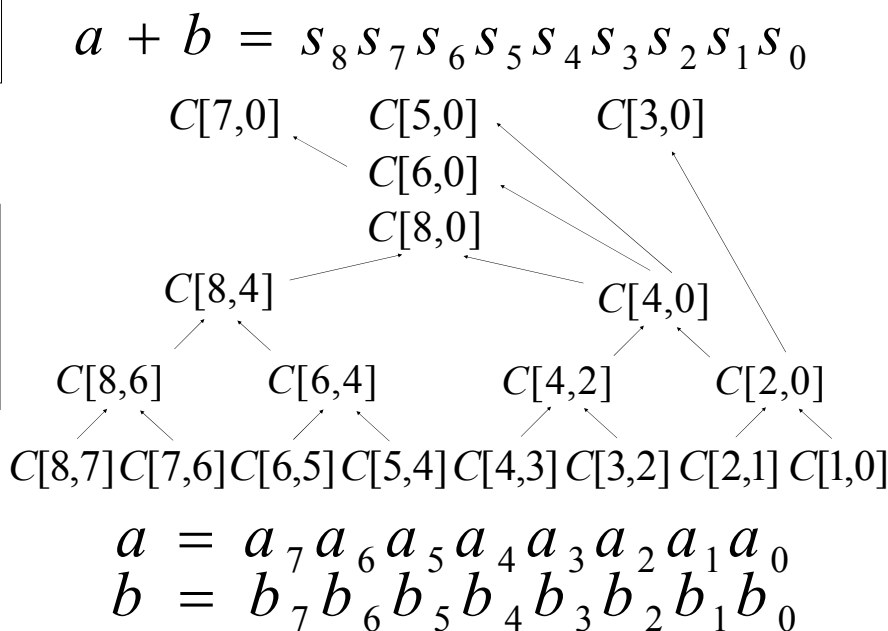 a + b = s₈s₇s₆s₅s₄s₃s₂s₁s₀
C[7,0] C[5,0] C[3,0]
C[6,0]
C[8,0]
C[8,4] C[4,0]
C[8,6] C[6,4] C[4,2] C[2,0]
C[8,7] C[7,6] C[6,5] C[5,4] C[4,3] C[3,2] C[2,1] C[1,0]
a = a₇a₆a₅a₄a₃a₂a₁a₀
b = b₇b₆b₅b₄b₃b₂b₁b₀